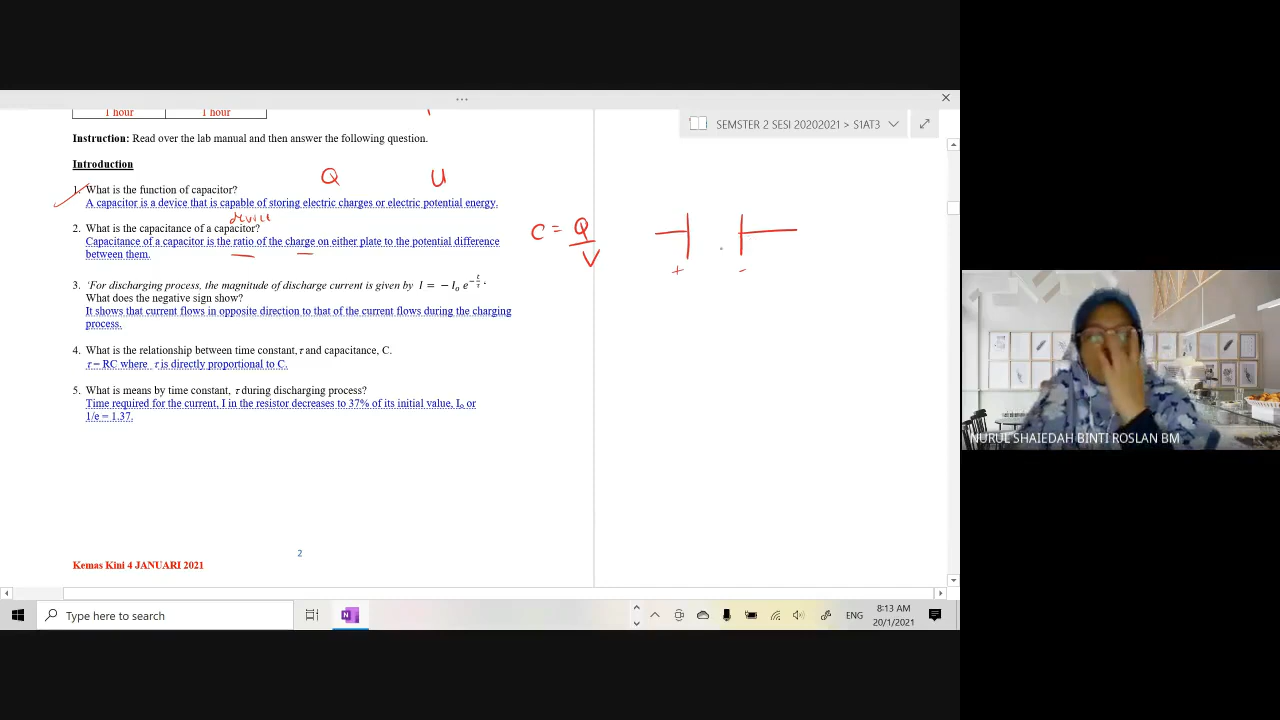 1 hour 1 hour
SEMSTER 2 SESI 20202021 > S1AT3
Instruction: Read over the lab manual and then answer the following question.
Introduction
Q U
1. What is the function of capacitor?
A capacitor is a device that is capable of storing electric charges or electric potential energy.
device
2. What is the capacitance of a capacitor?
Capacitance of a capacitor is the ratio of the charge on either plate to the potential difference
between them.
C = Q
V
+ -
3. ‘For discharging process, the magnitude of discharge current is given by I = − I₀ e^{−t/τ}.
What does the negative sign show?
It shows that current flows in opposite direction to that of the current flows during the charging
process.
4. What is the relationship between time constant, τ and capacitance, C.
τ = RC where τ is directly proportional to C.
5. What is means by time constant, τ during discharging process?
Time required for the current, I in the resistor decreases to 37% of its initial value, I₀ or
1/e = 1.37.
NURUL SHAIEDAH BINTI ROSLAN BM
2
Kemas Kini 4 JANUARI 2021
Type here to search
ENG
8:13 AM
20/1/2021